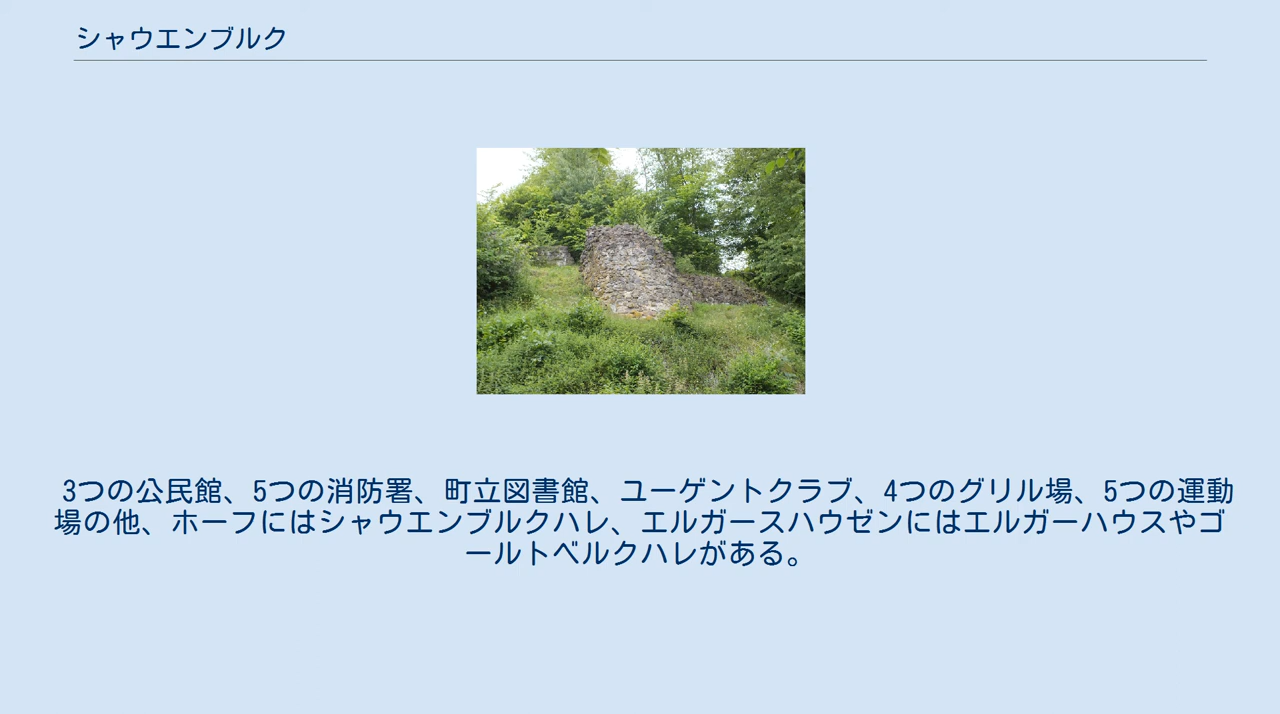 シャウエンブルク
3つの公民館、5つの消防署、町立図書館、ユーゲントクラブ、4つのグリル場、5つの運動
場の他、ホーフにはシャウエンブルクハレ、エルガースハウゼンにはエルガーハウスやゴ
ールトベルクハレがある。